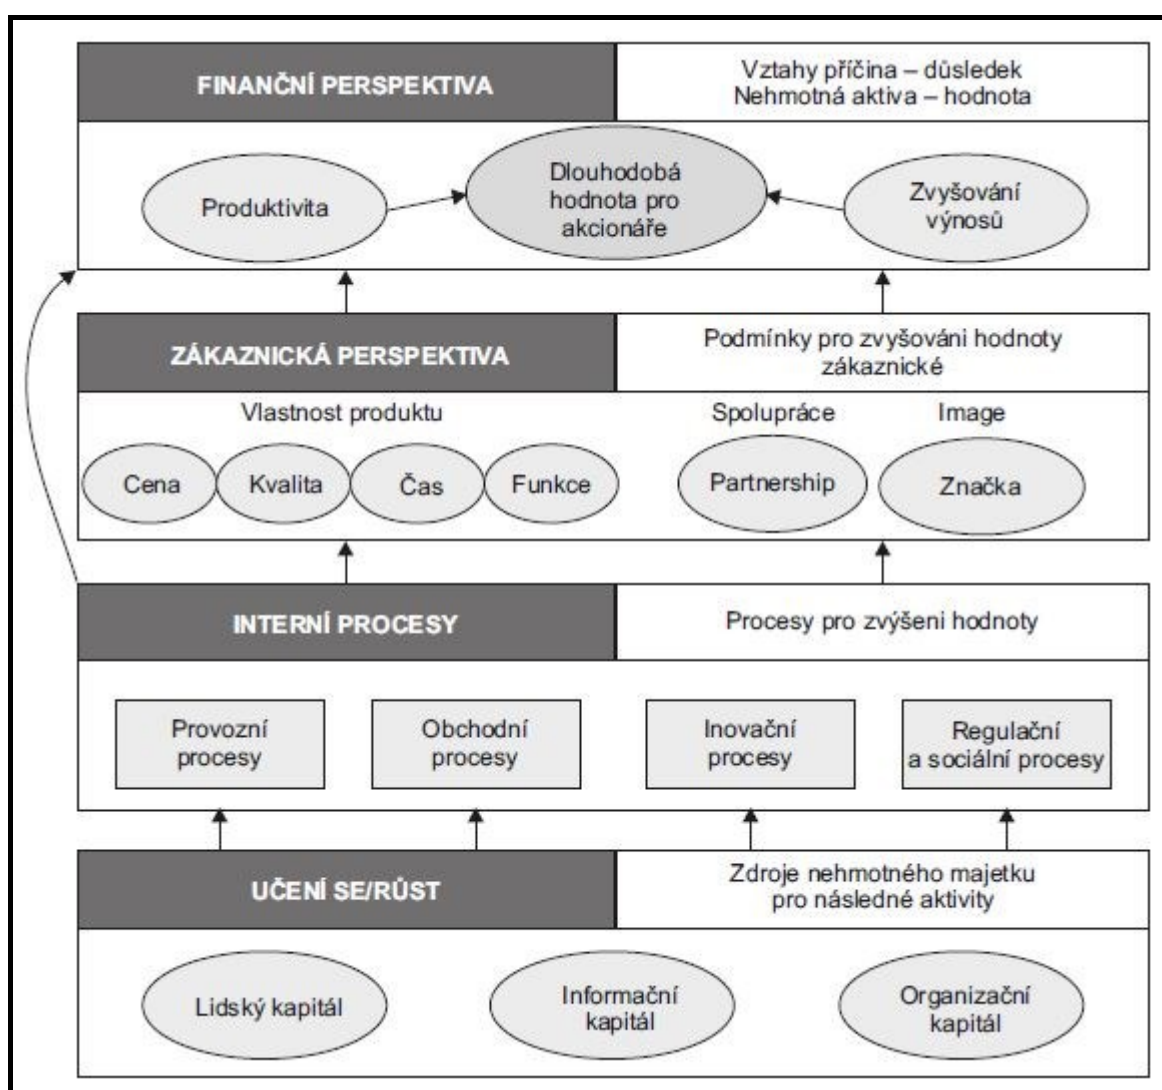 FINANČNÍ PERSPEKTIVA
Vztahy příčina – důsledek
Nehmotná aktiva – hodnota
Produktivita
Dlouhodobá
hodnota pro
akcionáře
Zvyšování
výnosů
ZÁKAZNICKÁ PERSPEKTIVA
Podmínky pro zvyšováni hodnoty
zákaznické
Vlastnost produktu
Spolupráce
Image
Cena
Kvalita
Čas
Funkce
Partnership
Značka
INTERNÍ PROCESY
Procesy pro zvýšeni hodnoty
Provozní
procesy
Obchodní
procesy
Inovační
procesy
Regulační
a sociální procesy
UČENÍ SE/RŮST
Zdroje nehmotného majetku
pro následné aktivity
Lidský kapitál
Informační
kapitál
Organizační
kapitál